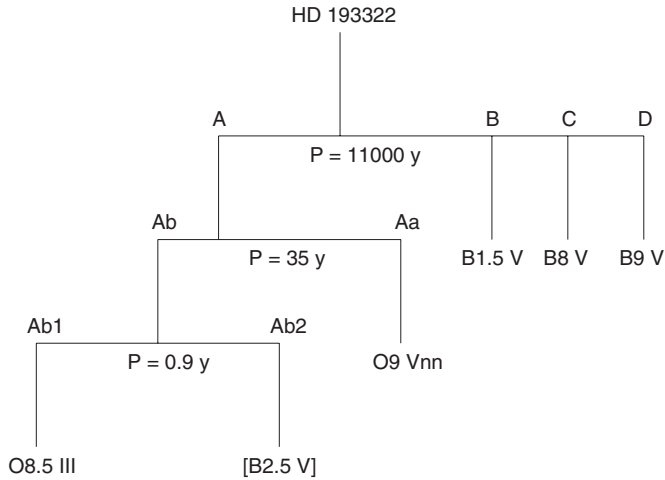 HD 193322
A B C D
P = 11000 y
Ab Aa
P = 35 y
B1.5 V B8 V B9 V
Ab1 Ab2
P = 0.9 y
O9 Vnn
O8.5 III [B2.5 V]